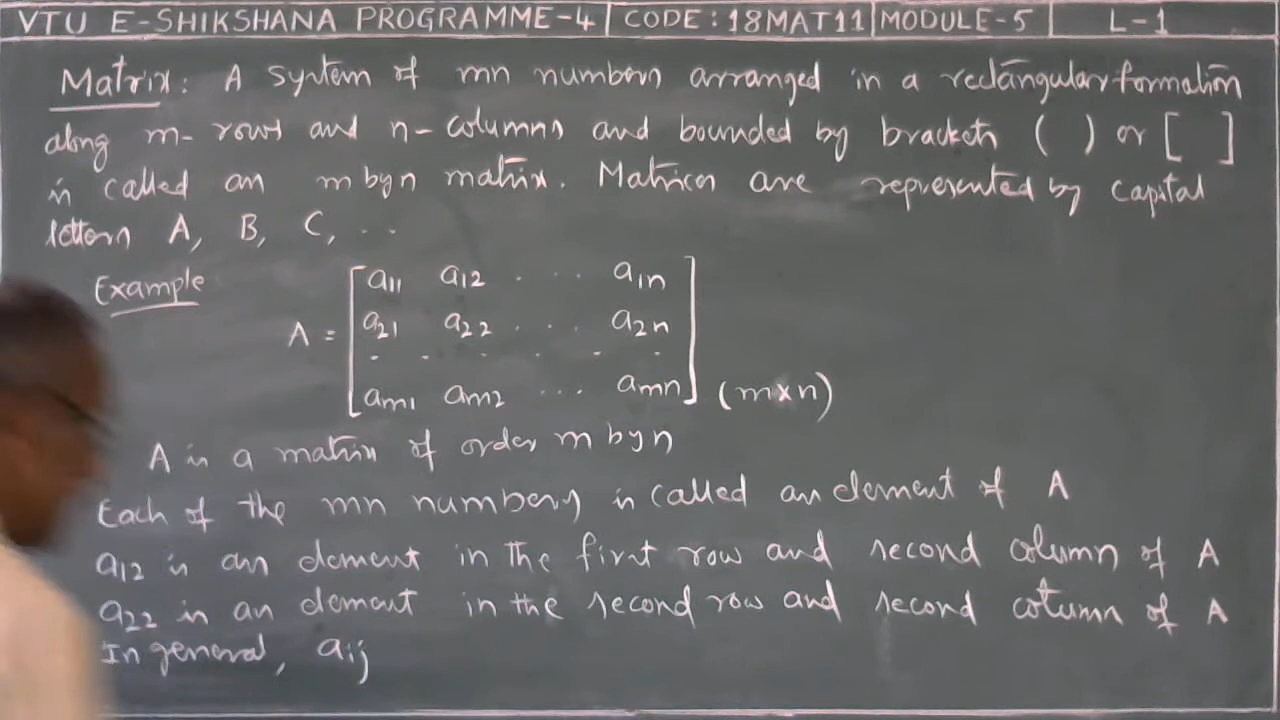 VTU E-SHIKSHANA PROGRAMME-4 | CODE: 18MAT11 | MODULE-5 | L-1
Matrix: A system of mn numbers arranged in a rectangular formation
along m- rows and n-columns and bounded by brackets ( ) or [ ]
is called an m by n matrix. Matrices are represented by capital
letters A, B, C, ..
Example
a11 a12 . . . a1n
A = a21 a22 . . . a2n
. . . . . .
am1 am2 ... amn (m×n)
A is a matrix of order m by n
Each of the mn numbers is called an element of A
a12 is an element in the first row and second column of A
a22 is an element in the second row and second column of A
In general, aij